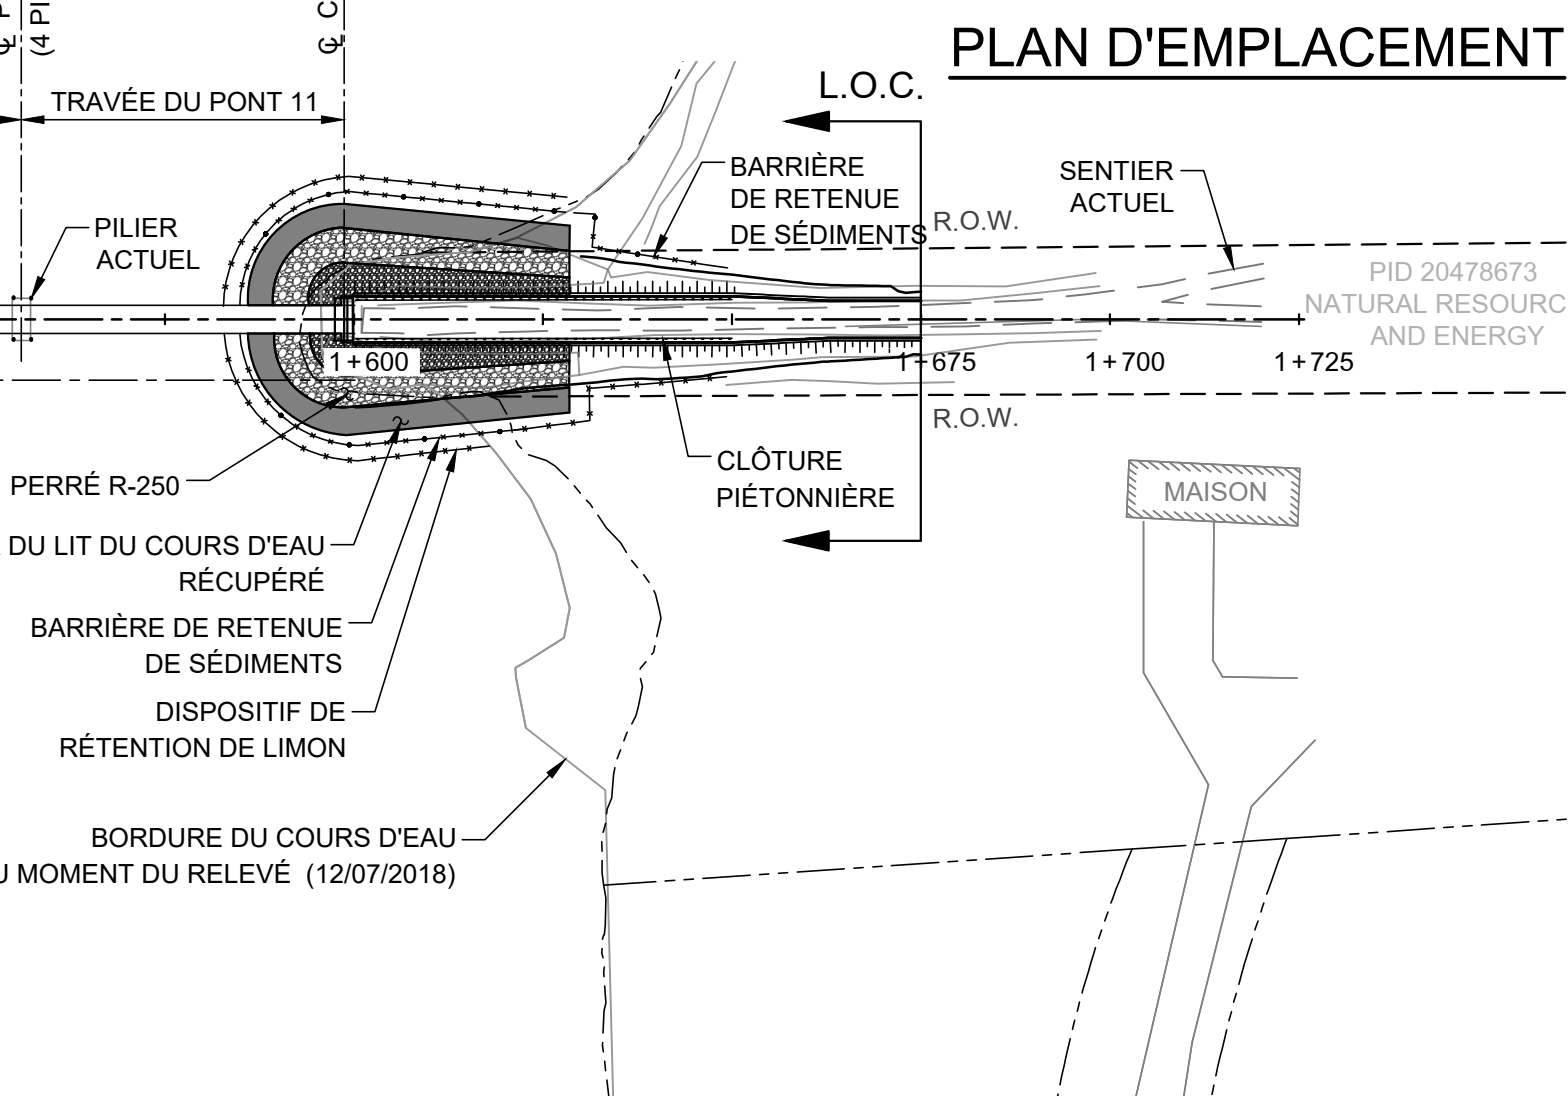 PLAN D'EMPLACEMENT
L.O.C.
TRAVÉE DU PONT 11
(4 PI
BARRIÈRE
DE RETENUE
DE SÉDIMENTS
SENTIER
ACTUEL
R.O.W.
PILIER
ACTUEL
PID 20478673
NATURAL RESOURC
AND ENERGY
1+600
1+675
1+700
1+725
R.O.W.
CLÔTURE
PIÉTONNIÈRE
MAISON
PERRÉ R-250
DU LIT DU COURS D'EAU
RÉCUPÉRÉ
BARRIÈRE DE RETENUE
DE SÉDIMENTS
DISPOSITIF DE
RÉTENTION DE LIMON
BORDURE DU COURS D'EAU
U MOMENT DU RELEVÉ (12/07/2018)